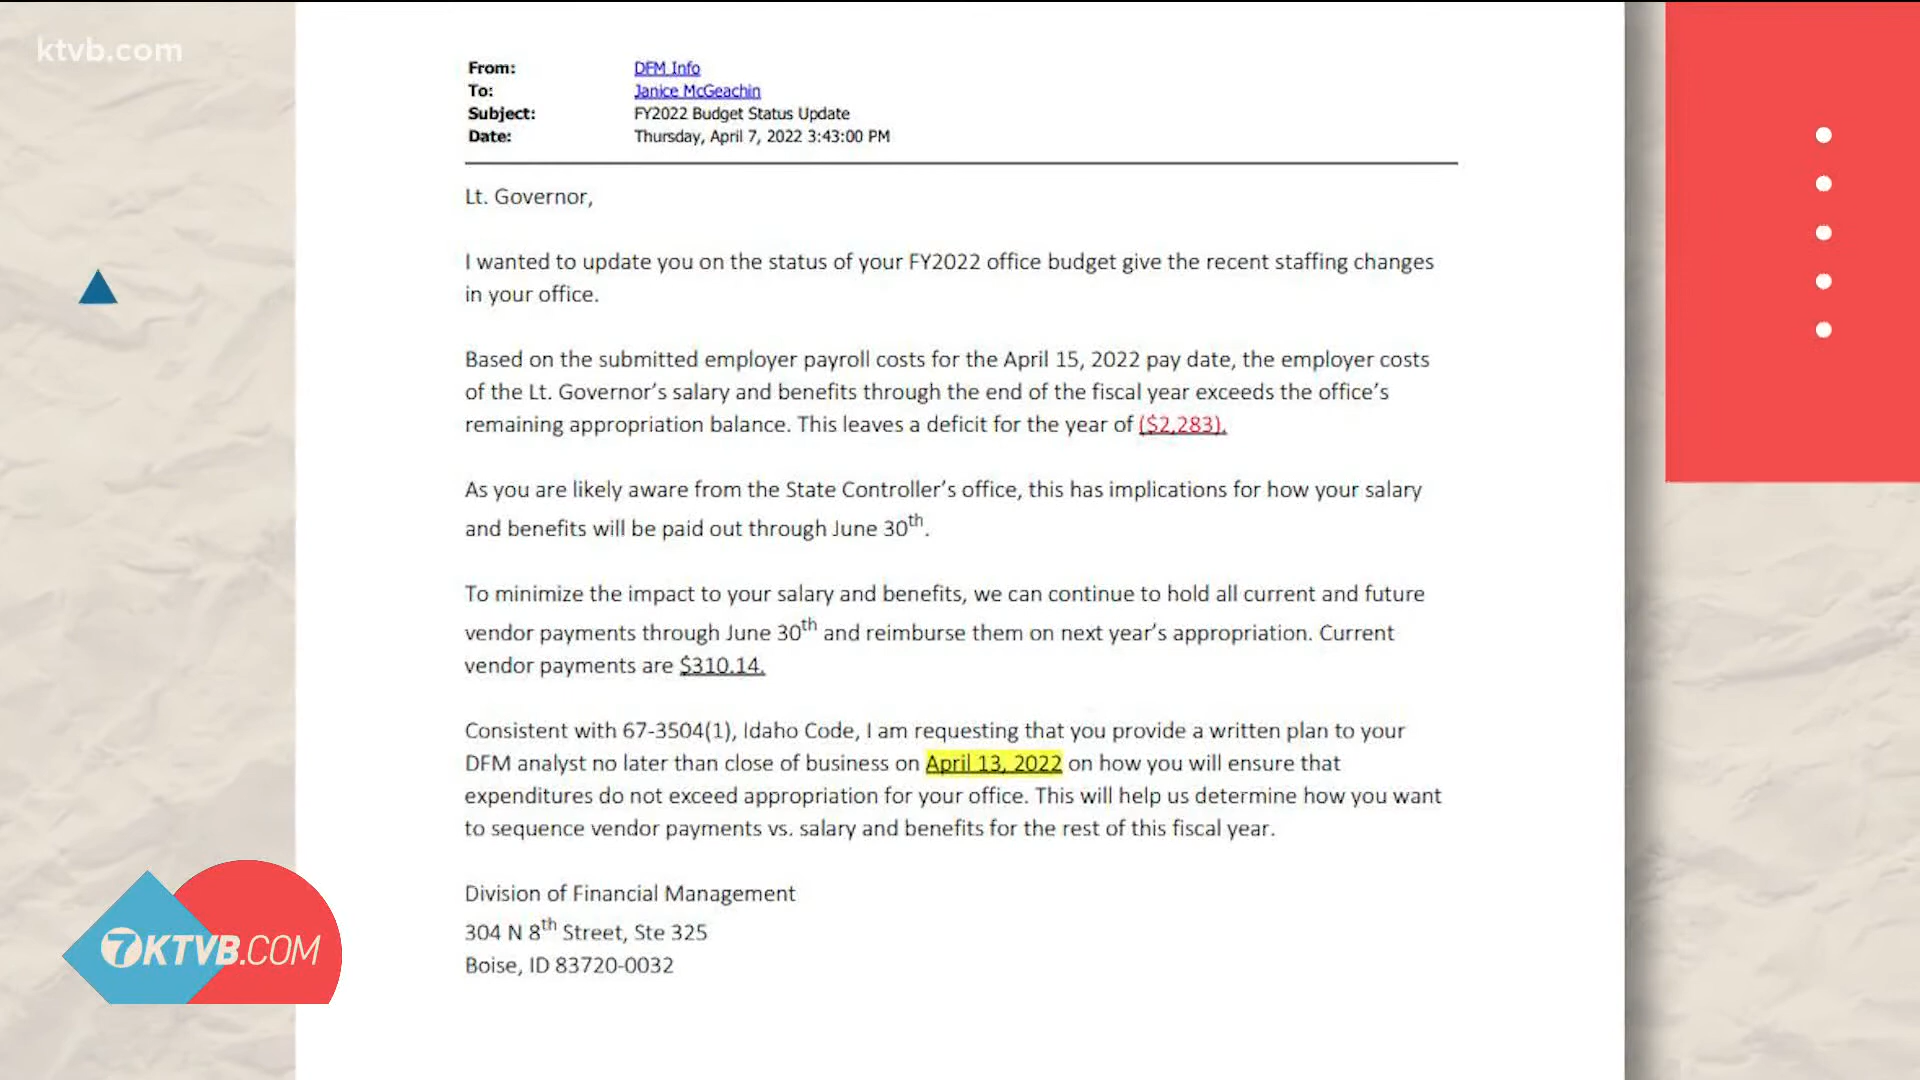 ktvb.com
From: DFM Info
To: Janice McGeachin
Subject: FY2022 Budget Status Update
Date: Thursday, April 7, 2022 3:43:00 PM
Lt. Governor,
I wanted to update you on the status of your FY2022 office budget give the recent staffing changes
in your office.
Based on the submitted employer payroll costs for the April 15, 2022 pay date, the employer costs
of the Lt. Governor's salary and benefits through the end of the fiscal year exceeds the office's
remaining appropriation balance. This leaves a deficit for the year of ($2,283).
As you are likely aware from the State Controller's office, this has implications for how your salary
and benefits will be paid out through June 30th.
To minimize the impact to your salary and benefits, we can continue to hold all current and future
vendor payments through June 30th and reimburse them on next year's appropriation. Current
vendor payments are $310.14.
Consistent with 67-3504(1), Idaho Code, I am requesting that you provide a written plan to your
DFM analyst no later than close of business on April 13, 2022 on how you will ensure that
expenditures do not exceed appropriation for your office. This will help us determine how you want
to sequence vendor payments vs. salary and benefits for the rest of this fiscal year.
Division of Financial Management
304 N 8th Street, Ste 325
Boise, ID 83720-0032
7KTVB.COM